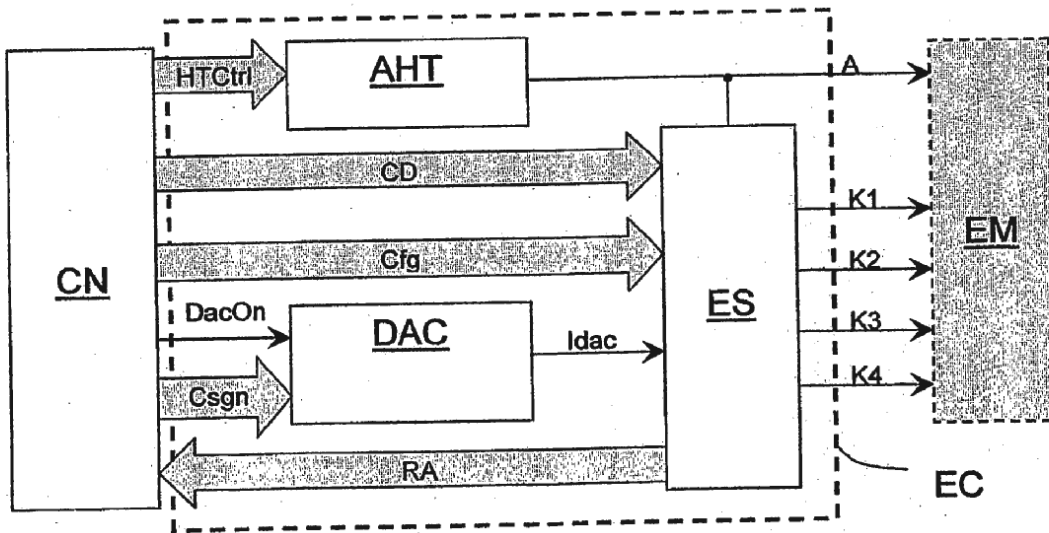 HTCtrl
AHT
A
CD
K1
Cfg
K2
CN
EM
ES
DacOn
DAC
Idac
K3
Csgn
K4
RA
EC